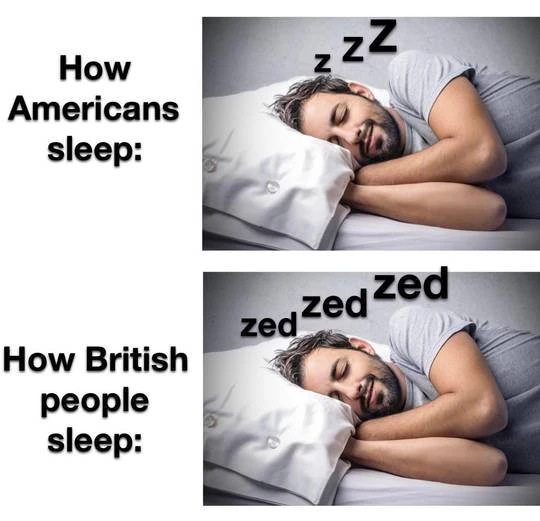 How
Americans
sleep:
z z z
How British
people
sleep:
zed zed zed